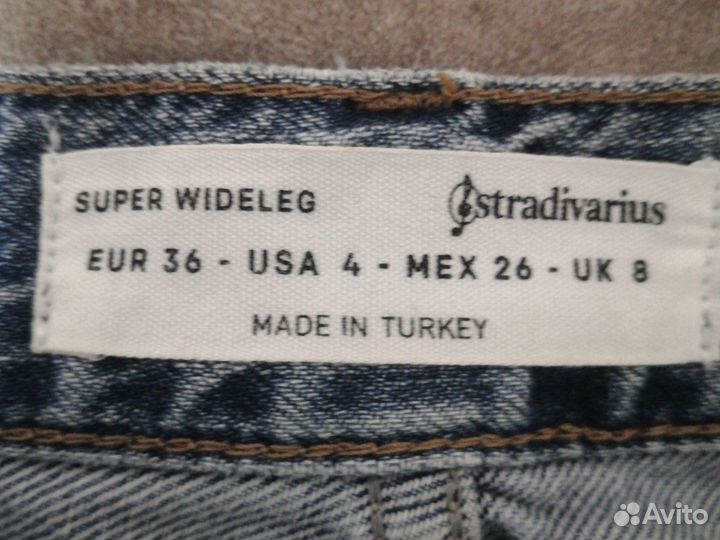 SUPER WIDELEG stradivarius
EUR 36 - USA 4 - MEX 26 - UK 8
MADE IN TURKEY
Avito